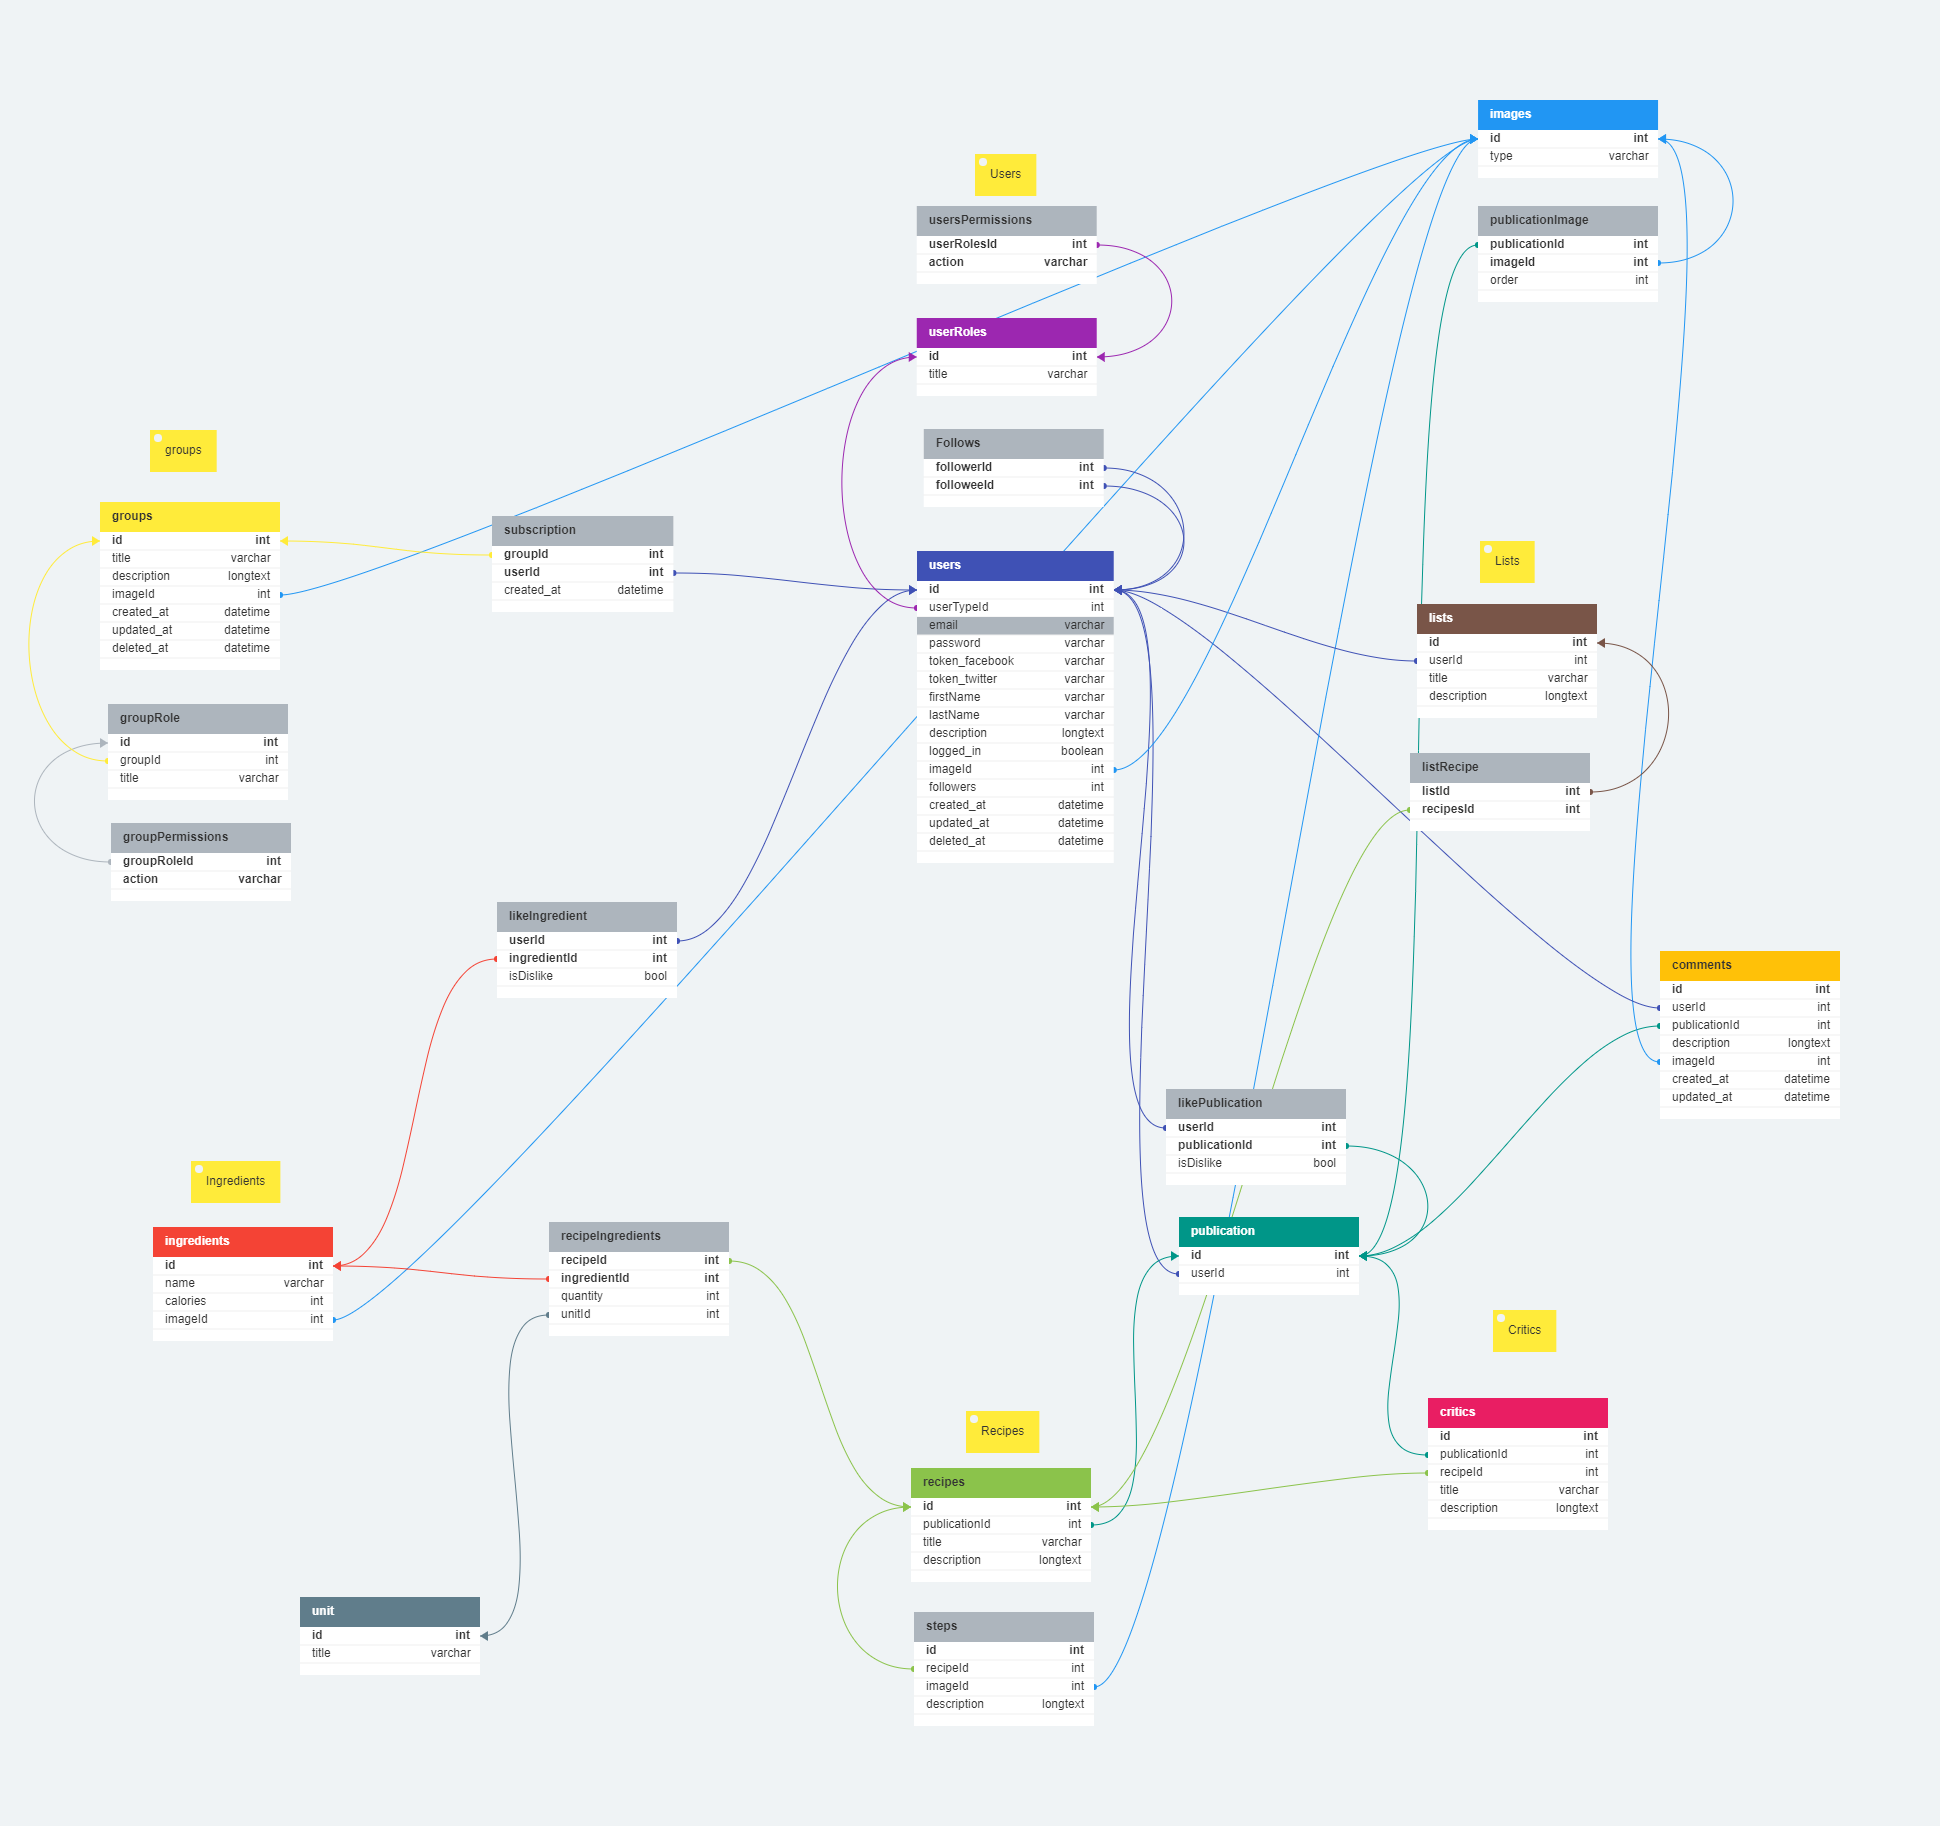 images
id int
type varchar
Users
usersPermissions
userRolesId int
action varchar
publicationImage
publicationId int
imageId int
order int
userRoles
id int
title varchar
groups
Follows
followerId int
followeeId int
groups
id int
title varchar
description longtext
imageId int
created_at datetime
updated_at datetime
deleted_at datetime
subscription
groupId int
userId int
created_at datetime
users
id int
userTypeId int
email varchar
password varchar
token_facebook varchar
token_twitter varchar
firstName varchar
lastName varchar
description longtext
logged_in boolean
imageId int
followers int
created_at datetime
updated_at datetime
deleted_at datetime
Lists
lists
id int
userId int
title varchar
description longtext
groupRole
id int
groupId int
title varchar
listRecipe
listId int
recipesId int
groupPermissions
groupRoleId int
action varchar
likeIngredient
userId int
ingredientId int
isDislike bool
comments
id int
userId int
publicationId int
description longtext
imageId int
created_at datetime
updated_at datetime
likePublication
userId int
publicationId int
isDislike bool
Ingredients
ingredients
id int
name varchar
calories int
imageId int
recipeIngredients
recipeId int
ingredientId int
quantity int
unitId int
publication
id int
userId int
Critics
critics
id int
publicationId int
recipeId int
title varchar
description longtext
Recipes
recipes
id int
publicationId int
title varchar
description longtext
unit
id int
title varchar
steps
id int
recipeId int
imageId int
description longtext